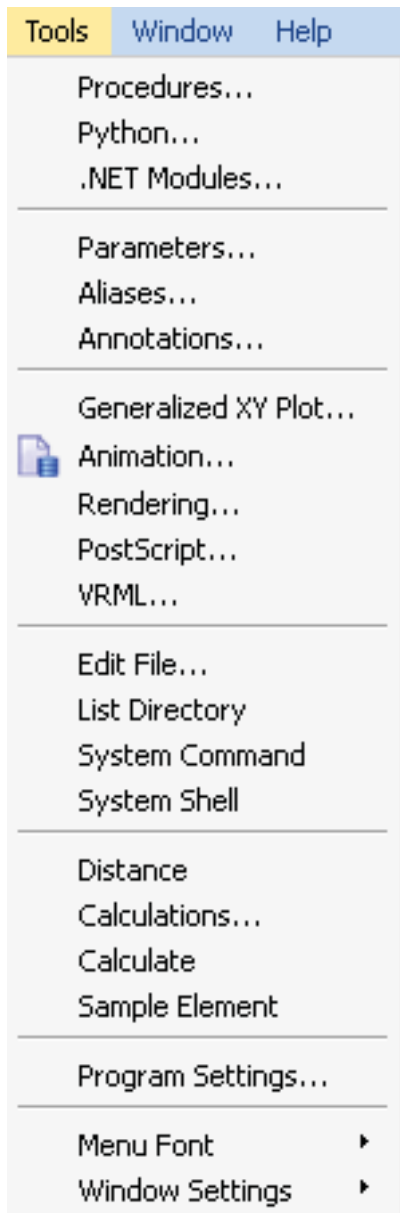 Tools Window Help
Procedures...
Python...
.NET Modules...
Parameters...
Aliases...
Annotations...
Generalized XY Plot...
Animation...
Rendering...
PostScript...
VRML...
Edit File...
List Directory
System Command
System Shell
Distance
Calculations...
Calculate
Sample Element
Program Settings...
Menu Font
Window Settings